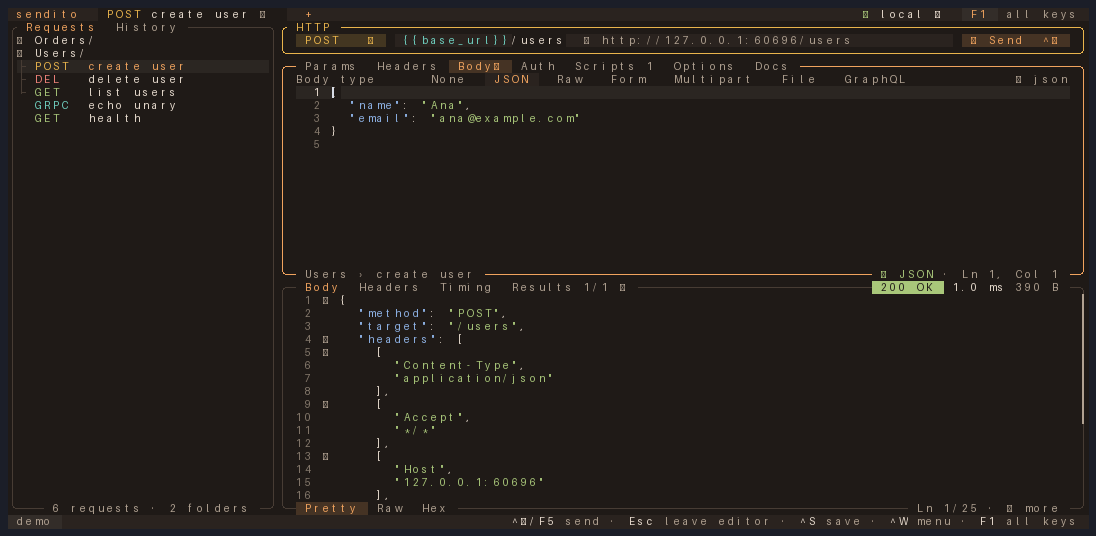 sendito POST create user + local F1 all keys
Requests History
Orders/
Users/
POST create user
DEL delete user
GET list users
GRPC echo unary
GET health
6 requests · 2 folders
HTTP
POST {{base_url}}/users http://127.0.0.1:60696/users Send ^
Params Headers Body Auth Scripts 1 Options Docs
Body type None JSON Raw Form Multipart File GraphQL json
1 {
2 "name": "Ana",
3 "email": "ana@example.com"
4 }
5
Users › create user JSON · Ln 1, Col 1
Body Headers Timing Results 1/1 200 OK 1.0 ms 390 B
1 {
2 "method": "POST",
3 "target": "/users",
4 "headers": [
5 [
6 "Content-Type",
7 "application/json"
8 ],
9 [
10 "Accept",
11 "*/*"
12 ],
13 [
14 "Host",
15 "127.0.0.1:60696"
16 ],
Pretty Raw Hex Ln 1/25 · more
demo ^/F5 send · Esc leave editor · ^S save · ^W menu · F1 all keys